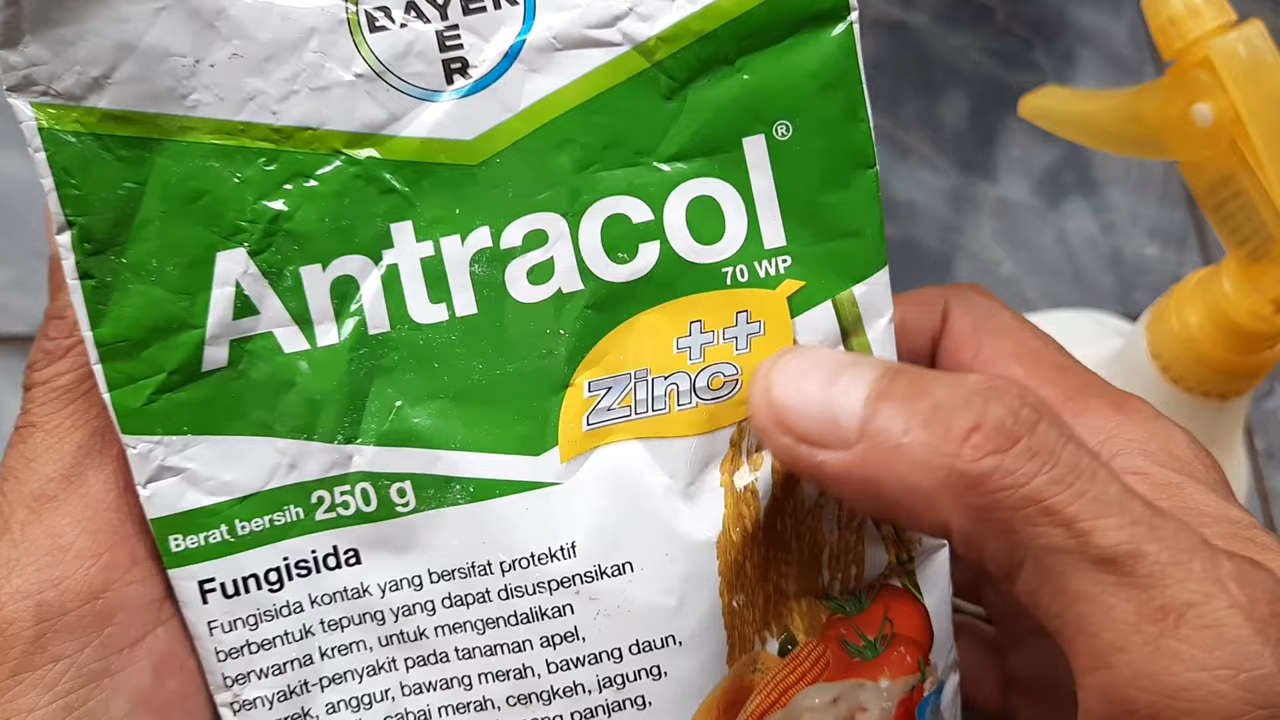 BAYER
E
R
Antracol®
70 WP
++
Zinc
Berat bersih 250 g
Fungisida
Fungisida kontak yang bersifat protektif
berbentuk tepung yang dapat disuspensikan
berwarna krem, untuk mengendalikan
penyakit-penyakit pada tanaman apel,
anggur, bawang merah, bawang daun,
cabai merah, cengkeh, jagung,
panjang,